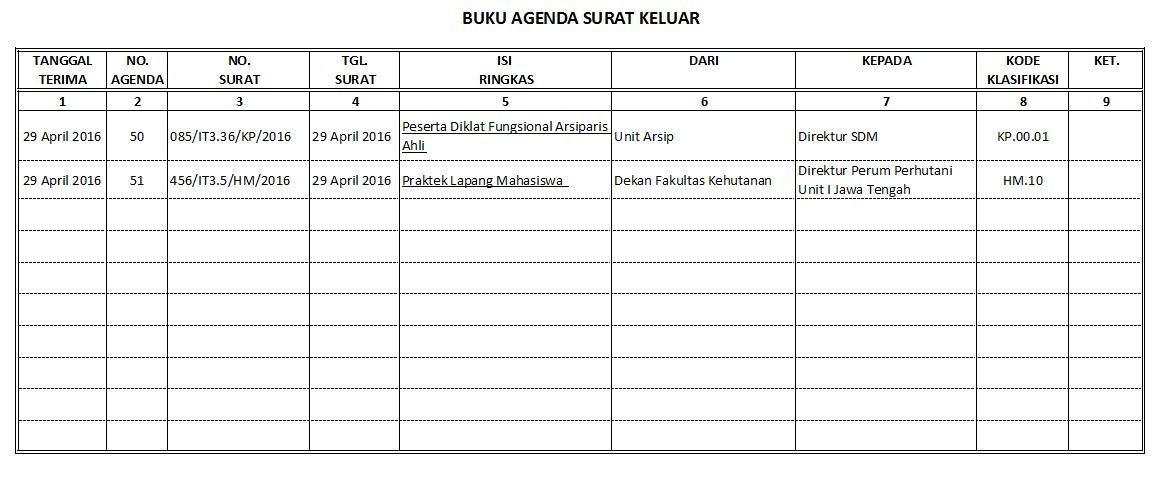 BUKU AGENDA SURAT KELUAR
TANGGAL TERIMA NO. AGENDA NO. SURAT TGL. SURAT ISI RINGKAS DARI KEPADA KODE KLASIFIKASI KET.
1 2 3 4 5 6 7 8 9
29 April 2016 50 085/IT3.36/KP/2016 29 April 2016 Peserta Diklat Fungsional Arsiparis Ahli Unit Arsip Direktur SDM KP.00.01
29 April 2016 51 456/IT3.5/HM/2016 29 April 2016 Praktek Lapang Mahasiswa Dekan Fakultas Kehutanan Direktur Perum Perhutani Unit I Jawa Tengah HM.10